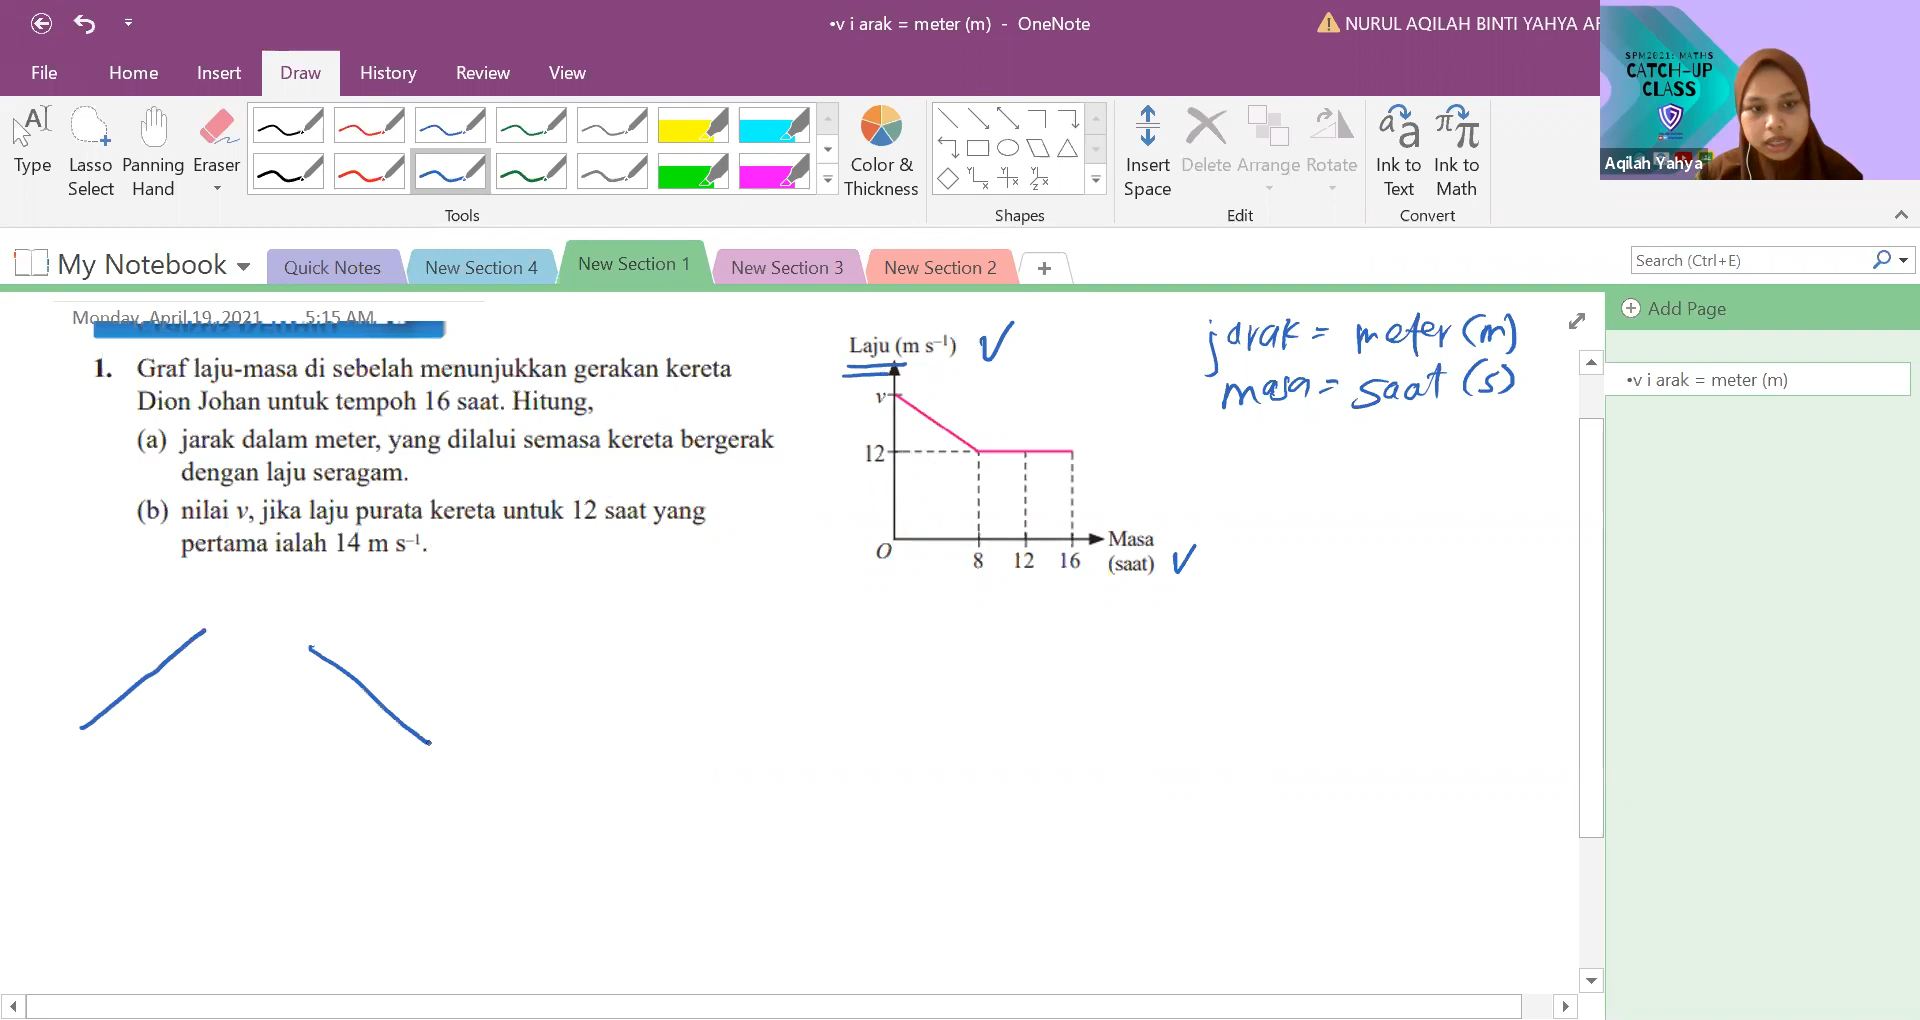 •v i arak = meter (m) - OneNote
NURUL AQILAH BINTI YAHYA
File Home Insert Draw History Review View
Type
Lasso Select
Panning Hand
Eraser
Color & Thickness
Insert Space
Delete Arrange Rotate
Ink to Text
Ink to Math
Tools Shapes Edit Convert
SPM2021: MATHS
CATCH-UP
CLASS
Aqilah Yahya
My Notebook Quick Notes New Section 4 New Section 1 New Section 3 New Section 2 +
Search (Ctrl+E)
Add Page
•v i arak = meter (m)
Monday, April 19, 2021 5:15 AM
1. Graf laju-masa di sebelah menunjukkan gerakan kereta
Dion Johan untuk tempoh 16 saat. Hitung,
(a) jarak dalam meter, yang dilalui semasa kereta bergerak
dengan laju seragam.
(b) nilai v, jika laju purata kereta untuk 12 saat yang
pertama ialah 14 m s⁻¹.
Laju (m s⁻¹)
v
12
O
8 12 16
Masa
(saat)
jarak = meter (m)
masa = saat (s)